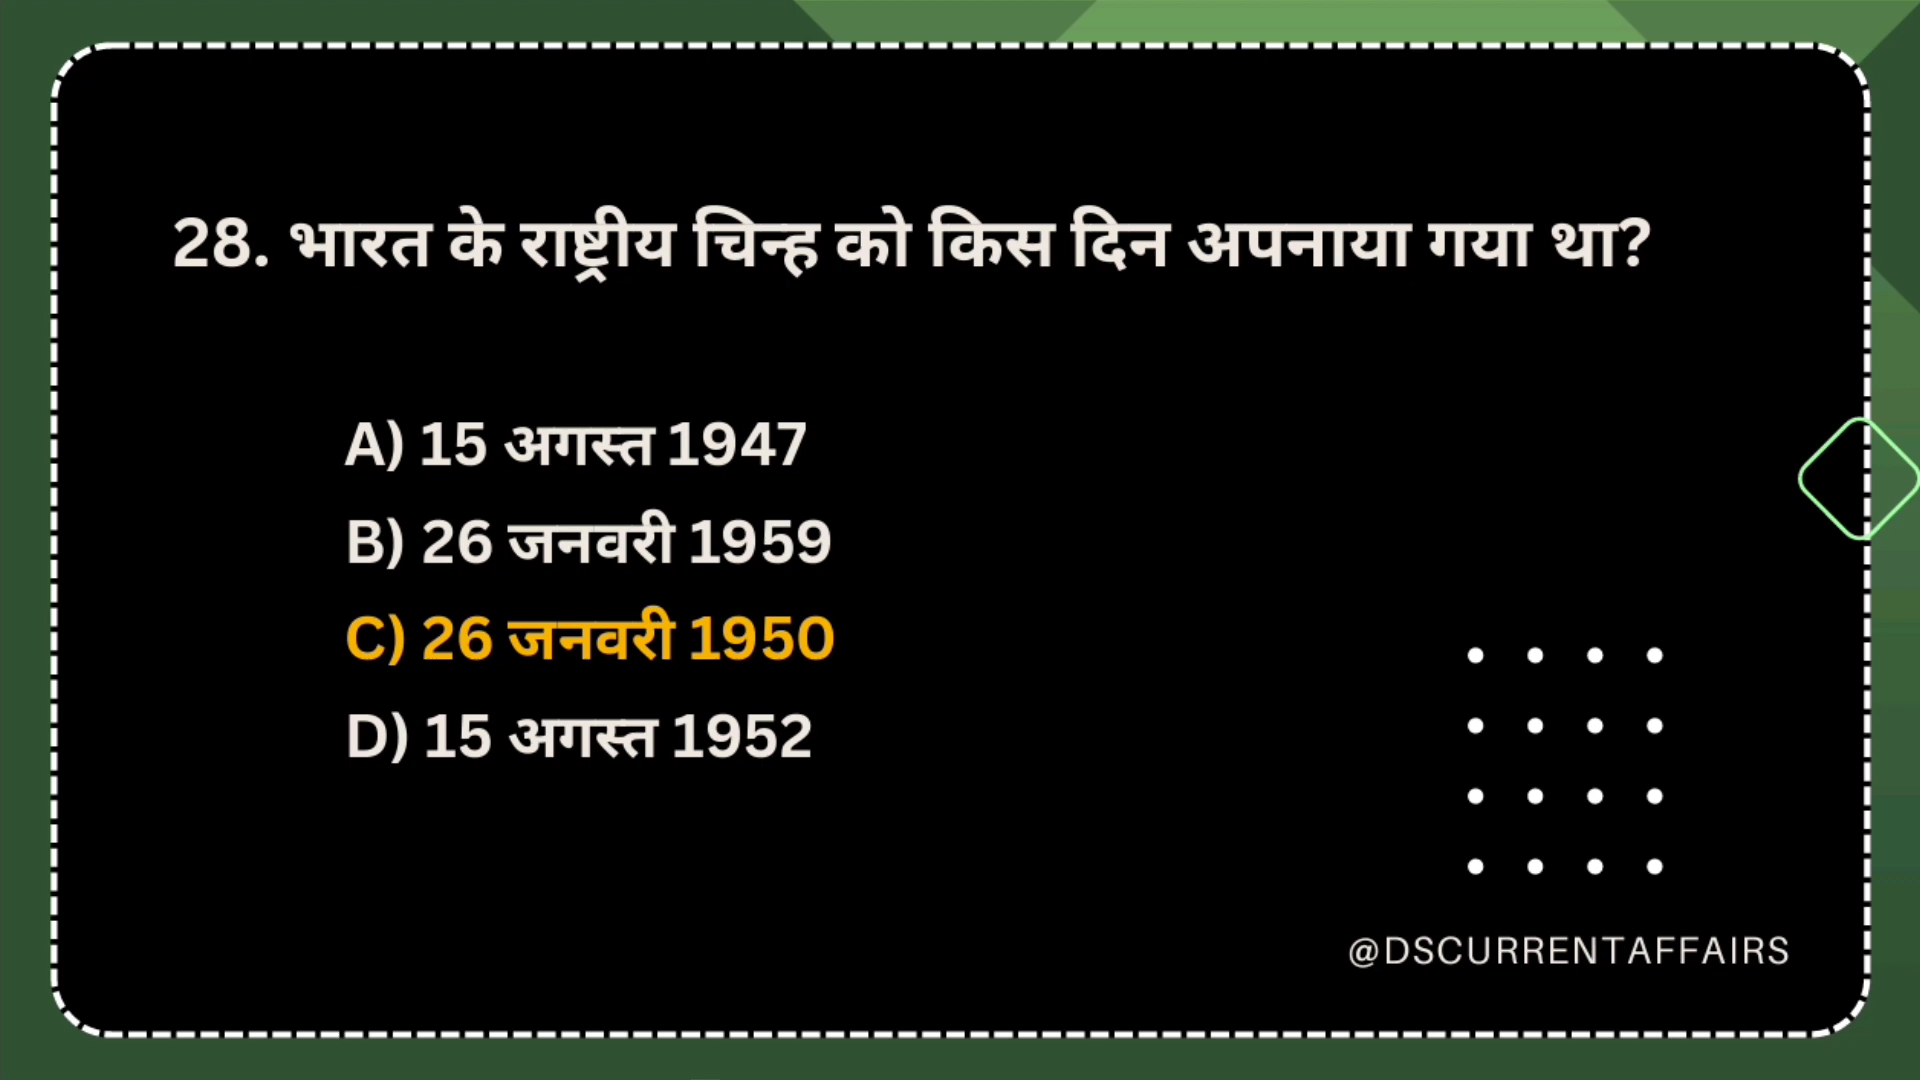 28. भारत के राष्ट्रीय चिन्ह को किस दिन अपनाया गया था?
A) 15 अगस्त 1947
B) 26 जनवरी 1959
C) 26 जनवरी 1950
D) 15 अगस्त 1952
@DSCURRENTAFFAIRS